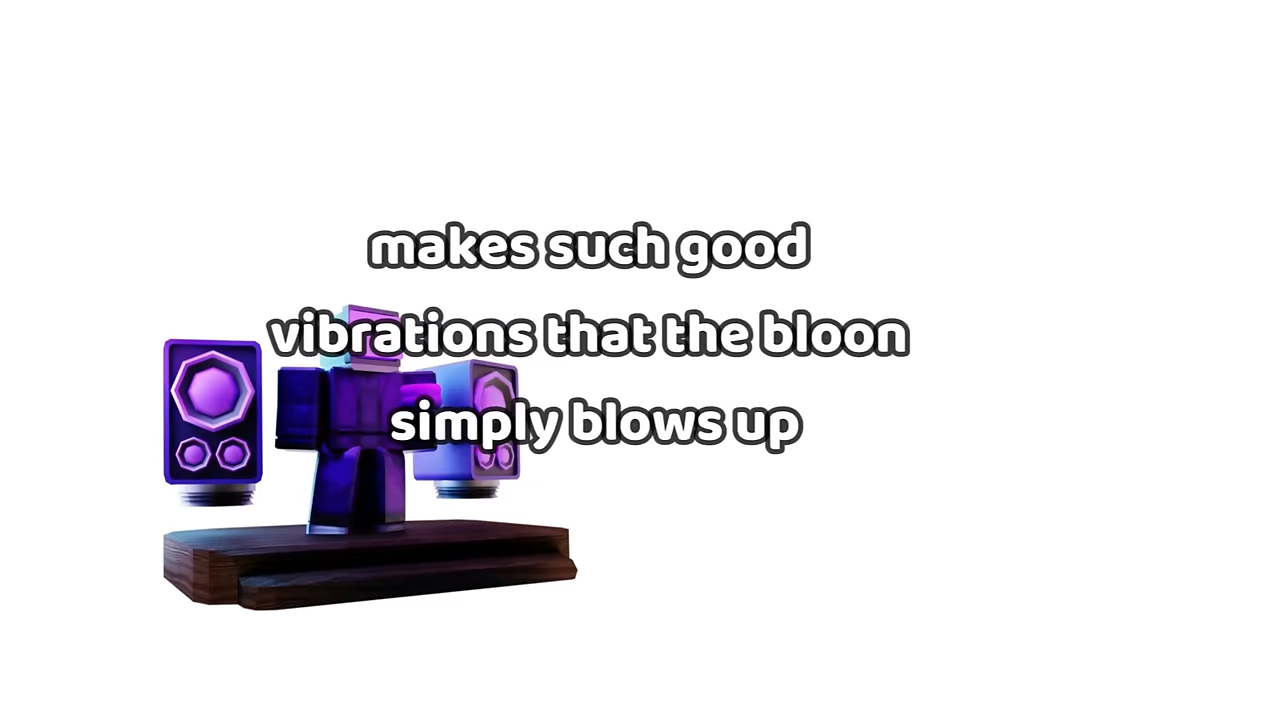 makes such good
vibrations that the bloon
simply blows up